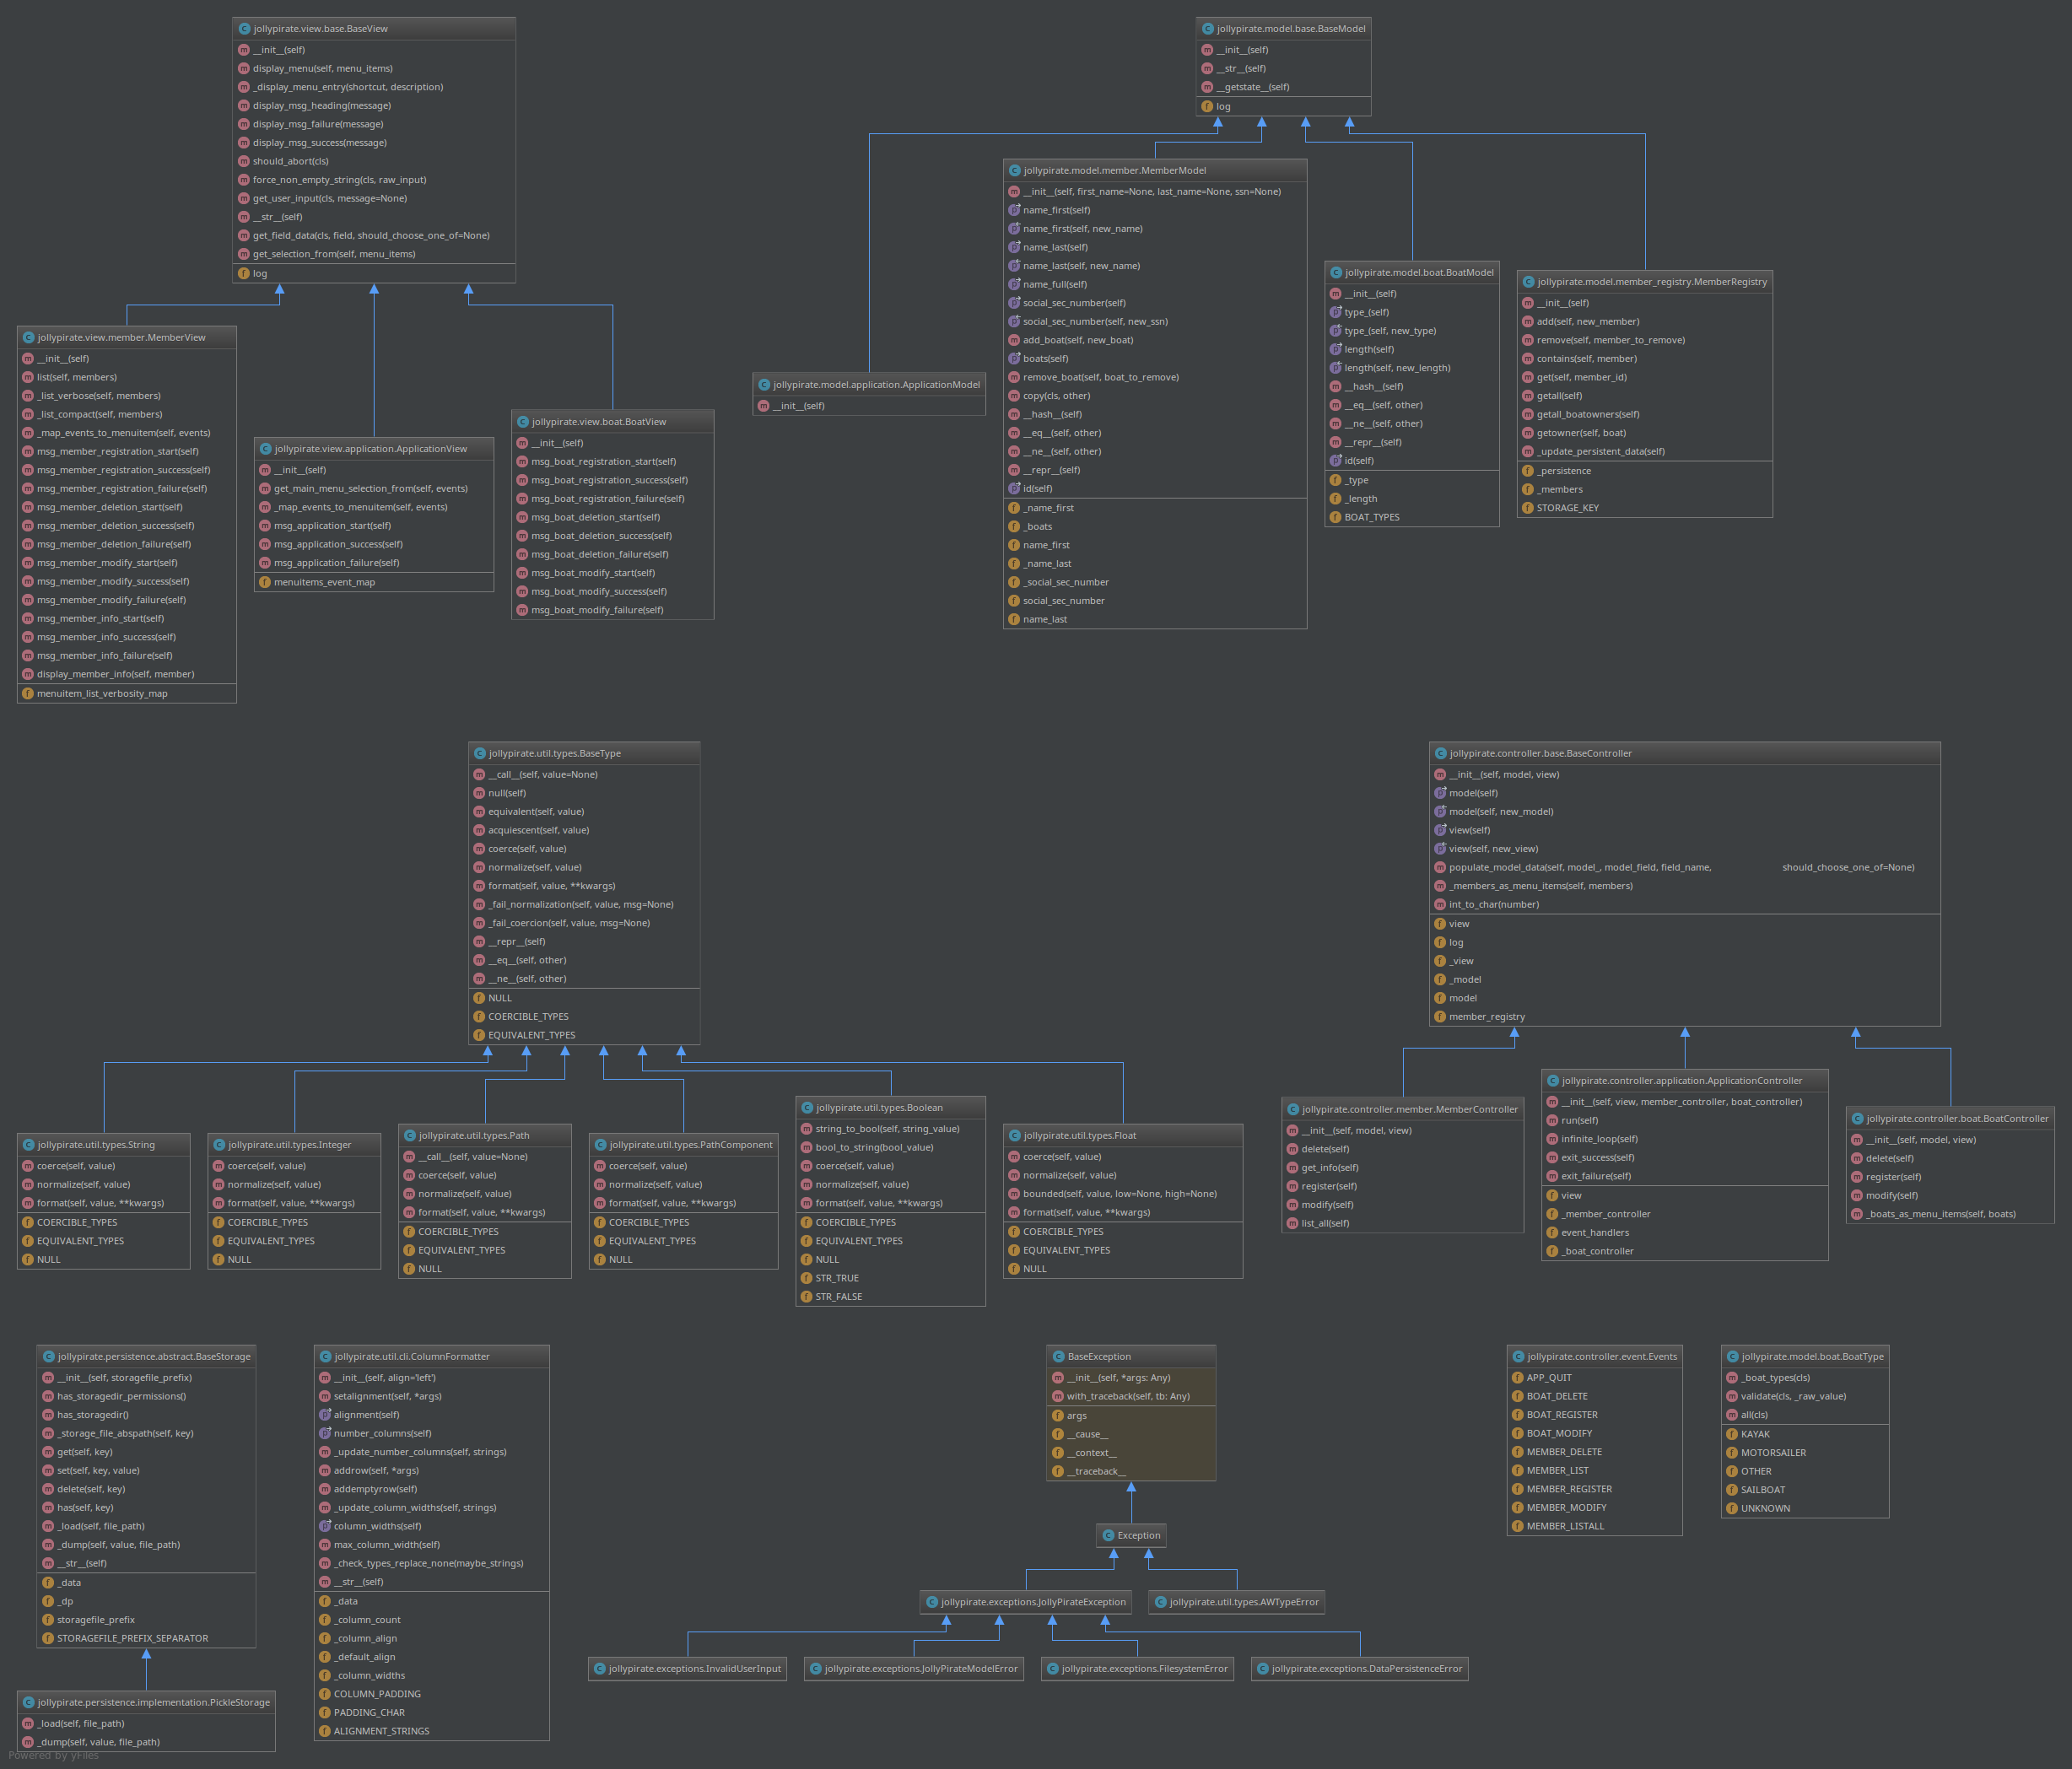 jollypirate.view.base.BaseView
__init__(self)
display_menu(self, menu_items)
_display_menu_entry(shortcut, description)
display_msg_heading(message)
display_msg_failure(message)
display_msg_success(message)
should_abort(cls)
force_non_empty_string(cls, raw_input)
get_user_input(cls, message=None)
__str__(self)
get_field_data(cls, field, should_choose_one_of=None)
get_selection_from(self, menu_items)
log
jollypirate.model.base.BaseModel
__init__(self)
__str__(self)
__getstate__(self)
log
jollypirate.view.member.MemberView
__init__(self)
list(self, members)
_list_verbose(self, members)
_list_compact(self, members)
_map_events_to_menuitem(self, events)
msg_member_registration_start(self)
msg_member_registration_success(self)
msg_member_registration_failure(self)
msg_member_deletion_start(self)
msg_member_deletion_success(self)
msg_member_deletion_failure(self)
msg_member_modify_start(self)
msg_member_modify_success(self)
msg_member_modify_failure(self)
msg_member_info_start(self)
msg_member_info_success(self)
msg_member_info_failure(self)
display_member_info(self, member)
menuitem_list_verbosity_map
jollypirate.view.application.ApplicationView
__init__(self)
get_main_menu_selection_from(self, events)
_map_events_to_menuitem(self, events)
msg_application_start(self)
msg_application_success(self)
msg_application_failure(self)
menuitems_event_map
jollypirate.view.boat.BoatView
__init__(self)
msg_boat_registration_start(self)
msg_boat_registration_success(self)
msg_boat_registration_failure(self)
msg_boat_deletion_start(self)
msg_boat_deletion_success(self)
msg_boat_deletion_failure(self)
msg_boat_modify_start(self)
msg_boat_modify_success(self)
msg_boat_modify_failure(self)
jollypirate.model.application.ApplicationModel
__init__(self)
jollypirate.model.member.MemberModel
__init__(self, first_name=None, last_name=None, ssn=None)
name_first(self)
name_first(self, new_name)
name_last(self)
name_last(self, new_name)
name_full(self)
social_sec_number(self)
social_sec_number(self, new_ssn)
add_boat(self, new_boat)
boats(self)
remove_boat(self, boat_to_remove)
copy(cls, other)
__hash__(self)
__eq__(self, other)
__ne__(self, other)
__repr__(self)
id(self)
_name_first
_boats
name_first
_name_last
_social_sec_number
social_sec_number
name_last
jollypirate.model.boat.BoatModel
__init__(self)
type_(self)
type_(self, new_type)
length(self)
length(self, new_length)
__hash__(self)
__eq__(self, other)
__ne__(self, other)
__repr__(self)
id(self)
_type
_length
BOAT_TYPES
jollypirate.model.member_registry.MemberRegistry
__init__(self)
add(self, new_member)
remove(self, member_to_remove)
contains(self, member)
get(self, member_id)
getall(self)
getall_boatowners(self)
getowner(self, boat)
_update_persistent_data(self)
_persistence
_members
STORAGE_KEY
jollypirate.util.types.BaseType
__call__(self, value=None)
null(self)
equivalent(self, value)
acquiescent(self, value)
coerce(self, value)
normalize(self, value)
format(self, value, **kwargs)
_fail_normalization(self, value, msg=None)
_fail_coercion(self, value, msg=None)
__repr__(self)
__eq__(self, other)
__ne__(self, other)
NULL
COERCIBLE_TYPES
EQUIVALENT_TYPES
jollypirate.controller.base.BaseController
__init__(self, model, view)
model(self)
model(self, new_model)
view(self)
view(self, new_view)
populate_model_data(self, model_, model_field, field_name, should_choose_one_of=None)
_members_as_menu_items(self, members)
int_to_char(number)
view
log
_view
_model
model
member_registry
jollypirate.util.types.String
coerce(self, value)
normalize(self, value)
format(self, value, **kwargs)
COERCIBLE_TYPES
EQUIVALENT_TYPES
NULL
jollypirate.util.types.Integer
coerce(self, value)
normalize(self, value)
format(self, value, **kwargs)
COERCIBLE_TYPES
EQUIVALENT_TYPES
NULL
jollypirate.util.types.Path
__call__(self, value=None)
coerce(self, value)
normalize(self, value)
format(self, value, **kwargs)
COERCIBLE_TYPES
EQUIVALENT_TYPES
NULL
jollypirate.util.types.PathComponent
coerce(self, value)
normalize(self, value)
format(self, value, **kwargs)
COERCIBLE_TYPES
EQUIVALENT_TYPES
NULL
jollypirate.util.types.Boolean
string_to_bool(self, string_value)
bool_to_string(bool_value)
coerce(self, value)
normalize(self, value)
format(self, value, **kwargs)
COERCIBLE_TYPES
EQUIVALENT_TYPES
NULL
STR_TRUE
STR_FALSE
jollypirate.util.types.Float
coerce(self, value)
normalize(self, value)
bounded(self, value, low=None, high=None)
format(self, value, **kwargs)
COERCIBLE_TYPES
EQUIVALENT_TYPES
NULL
jollypirate.controller.member.MemberController
__init__(self, model, view)
delete(self)
get_info(self)
register(self)
modify(self)
list_all(self)
jollypirate.controller.application.ApplicationController
__init__(self, view, member_controller, boat_controller)
run(self)
infinite_loop(self)
exit_success(self)
exit_failure(self)
view
_member_controller
event_handlers
_boat_controller
jollypirate.controller.boat.BoatController
__init__(self, model, view)
delete(self)
register(self)
modify(self)
_boats_as_menu_items(self, boats)
jollypirate.persistence.abstract.BaseStorage
__init__(self, storagefile_prefix)
has_storagedir_permissions()
has_storagedir()
_storage_file_abspath(self, key)
get(self, key)
set(self, key, value)
delete(self, key)
has(self, key)
_load(self, file_path)
_dump(self, value, file_path)
__str__(self)
_data
_dp
storagefile_prefix
STORAGEFILE_PREFIX_SEPARATOR
jollypirate.persistence.implementation.PickleStorage
_load(self, file_path)
_dump(self, value, file_path)
jollypirate.util.cli.ColumnFormatter
__init__(self, align='left')
setalignment(self, *args)
alignment(self)
number_columns(self)
_update_number_columns(self, strings)
addrow(self, *args)
addemptyrow(self)
_update_column_widths(self, strings)
column_widths(self)
max_column_width(self)
_check_types_replace_none(maybe_strings)
__str__(self)
_data
_column_count
_column_align
_default_align
_column_widths
COLUMN_PADDING
PADDING_CHAR
ALIGNMENT_STRINGS
BaseException
__init__(self, *args: Any)
with_traceback(self, tb: Any)
args
__cause__
__context__
__traceback__
Exception
jollypirate.exceptions.JollyPirateException
jollypirate.util.types.AWTypeError
jollypirate.exceptions.InvalidUserInput
jollypirate.exceptions.JollyPirateModelError
jollypirate.exceptions.FilesystemError
jollypirate.exceptions.DataPersistenceError
jollypirate.controller.event.Events
APP_QUIT
BOAT_DELETE
BOAT_REGISTER
BOAT_MODIFY
MEMBER_DELETE
MEMBER_LIST
MEMBER_REGISTER
MEMBER_MODIFY
MEMBER_LISTALL
jollypirate.model.boat.BoatType
_boat_types(cls)
validate(cls, _raw_value)
all(cls)
KAYAK
MOTORSAILER
OTHER
SAILBOAT
UNKNOWN
Powered by yFiles